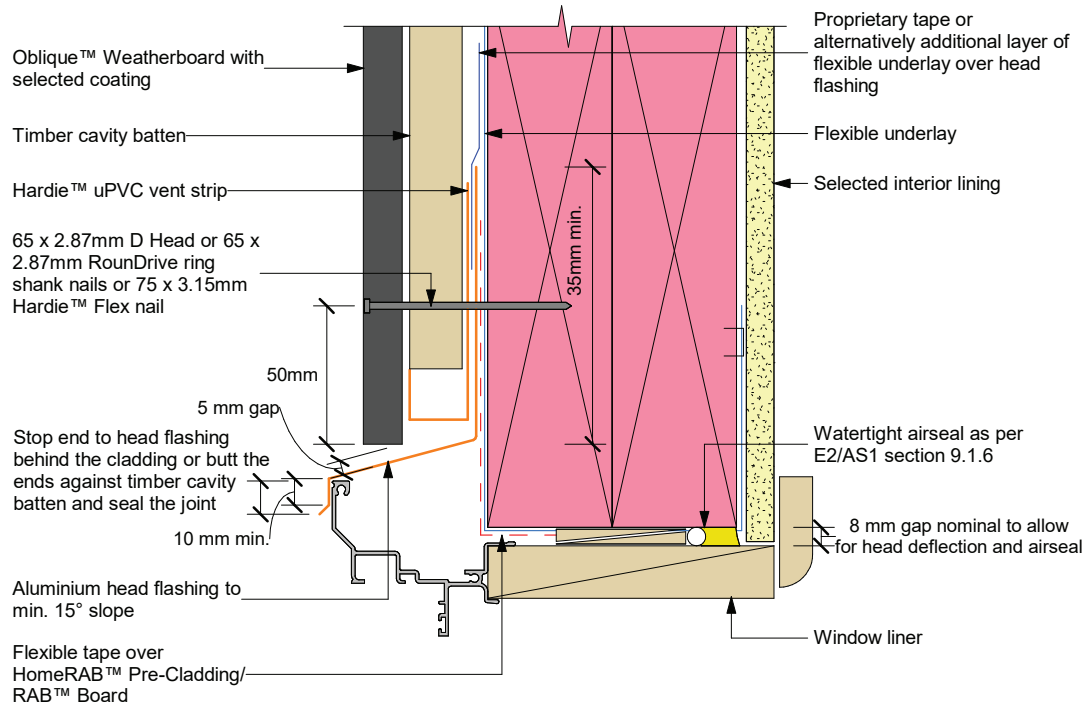 Oblique™ Weatherboard with
selected coating
Timber cavity batten
Hardie™ uPVC vent strip
65 x 2.87mm D Head or 65 x
2.87mm RounDrive ring
shank nails or 75 x 3.15mm
Hardie™ Flex nail
50mm
5 mm gap
Stop end to head flashing
behind the cladding or butt the
ends against timber cavity
batten and seal the joint
10 mm min.
Aluminium head flashing to
min. 15° slope
Flexible tape over
HomeRAB™ Pre-Cladding/
RAB™ Board
35mm min.
Proprietary tape or
alternatively additional layer of
flexible underlay over head
flashing
Flexible underlay
Selected interior lining
Watertight airseal as per
E2/AS1 section 9.1.6
8 mm gap nominal to allow
for head deflection and airseal
Window liner